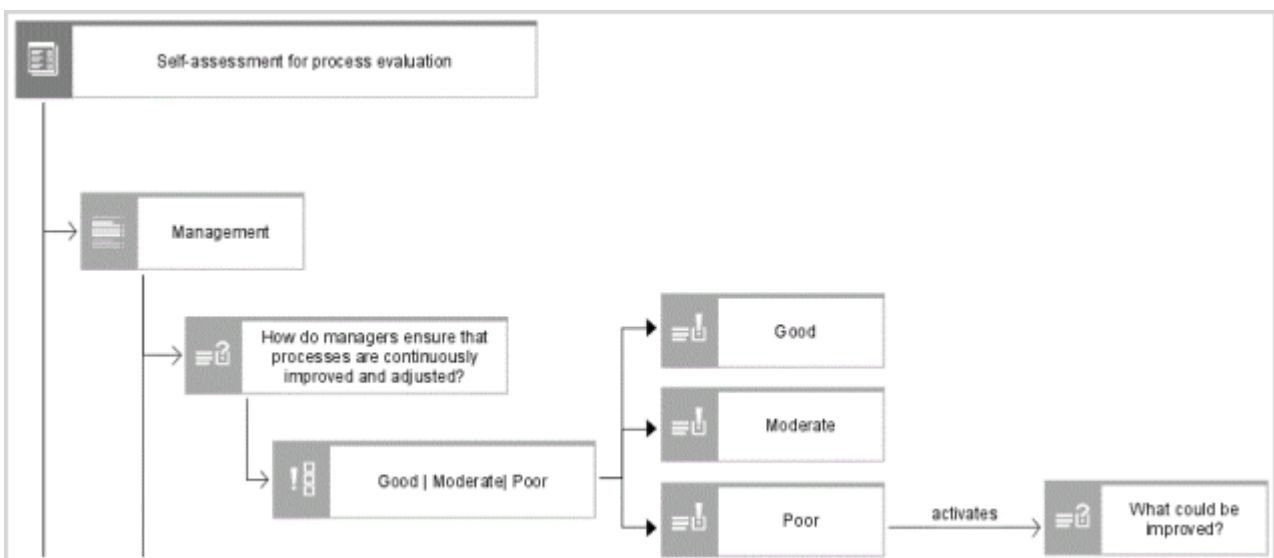 Self-assessment for process evaluation
Management
How do managers ensure that
processes are continuously
improved and adjusted?
Good | Moderate| Poor
Good
Moderate
Poor
activates
What could be
improved?